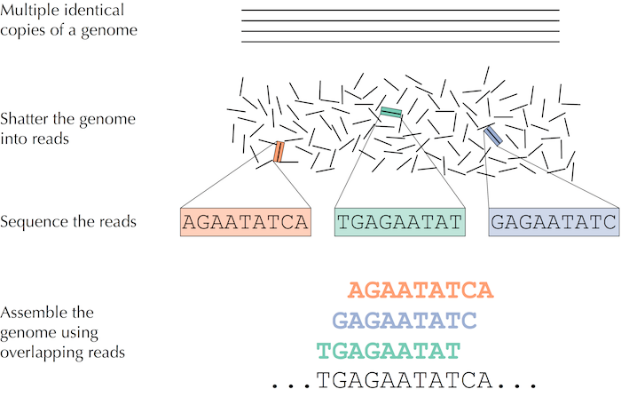 Multiple identical
copies of a genome
Shatter the genome
into reads
Sequence the reads
AGAATATCA TGAGAATAT GAGAATATC
Assemble the
genome using
overlapping reads
AGAATATCA
GAGAATATC
TGAGAATAT
...TGAGAATATCA...